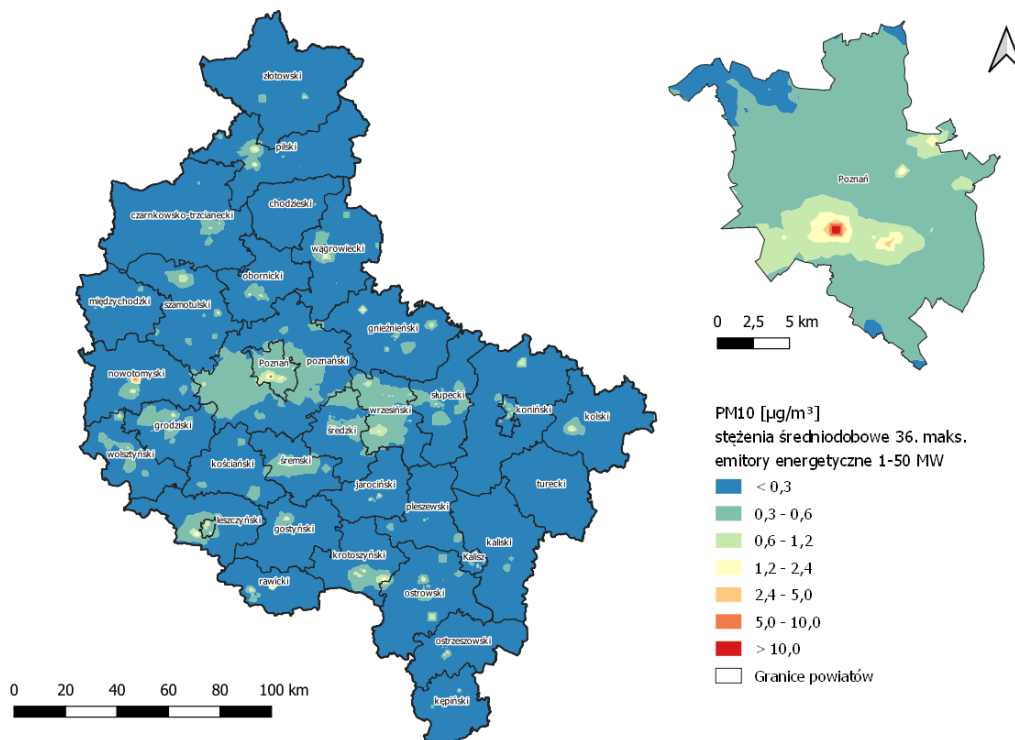 złotowski
pilski
chodzieski
czarnkowsko-trzcianecki
wągrowiecki
obornicki
międzychodzki
szamotulski
gnieźnieński
Poznań
poznański
nowotomyski
słupecki
wrzesiński
koniński
kolski
grodziski
średzki
wolsztyński
kościański
śremski
turecki
jarociński
pleszewski
leszczyński
gostyński
kaliski
krotoszyński
Kalisz
rawicki
ostrowski
ostrzeszowski
kępiński
0 20 40 60 80 100 km
Poznań
0 2,5 5 km
PM10 [µg/m³]
stężenia średniodobowe 36. maks.
emitory energetyczne 1-50 MW
< 0,3
0,3 - 0,6
0,6 - 1,2
1,2 - 2,4
2,4 - 5,0
5,0 - 10,0
> 10,0
Granice powiatów